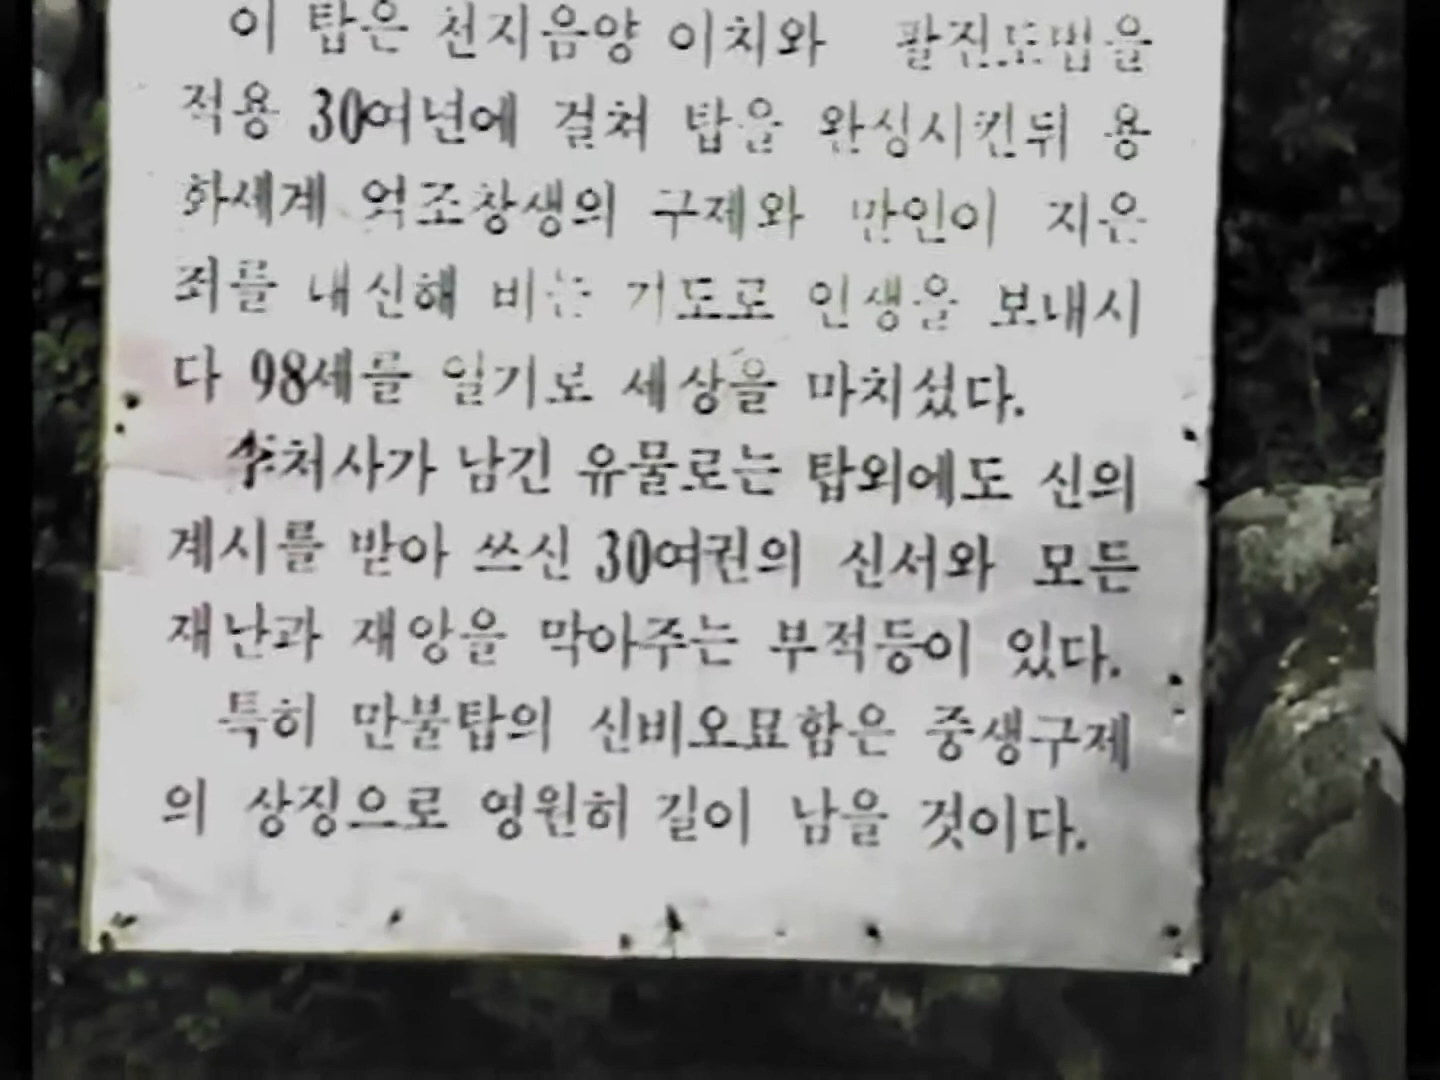 이 탑은 천지음양 이치와 팔진도법을
적용 30여년에 걸쳐 탑을 완성시킨뒤 용
화세계 억조창생의 구제와 만인이 지은
죄를 대신해 비는 기도로 인생을 보내시
다 98세를 일기로 세상을 마치셨다.
남긴 유물로는 탑외에도 신의
계시를 받아 쓰신 30여권의 신서와 모든
재난과 재앙을 막아주는 부적등이 있다.
특히 만불탑의 신비오묘함은 중생구제
의 상징으로 영원히 길이 남을 것이다.